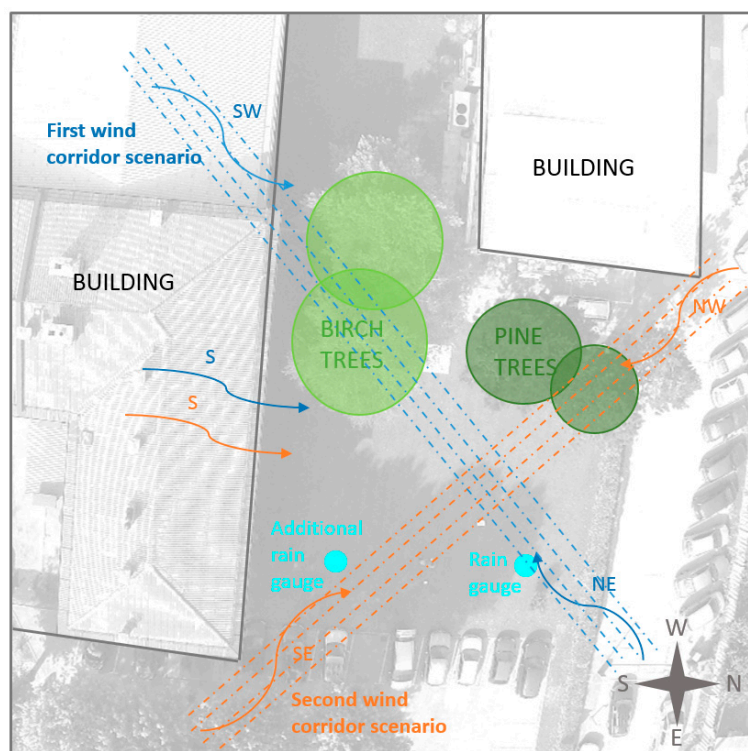 SW
First wind
corridor scenario
BUILDING
BUILDING
NW
BIRCH
TREES
PINE
TREES
S
S
Additional
rain
gauge
Rain
gauge
NE
SE
Second wind
corridor scenario
W
S
N
E